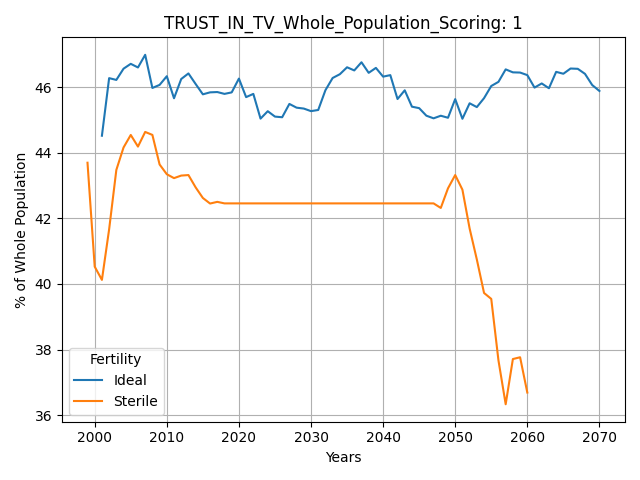 TRUST_IN_TV_Whole_Population_Scoring: 1
% of Whole Population
46
44
42
40
38
36
Fertility
Ideal
Sterile
2000 2010 2020 2030 2040 2050 2060 2070
Years